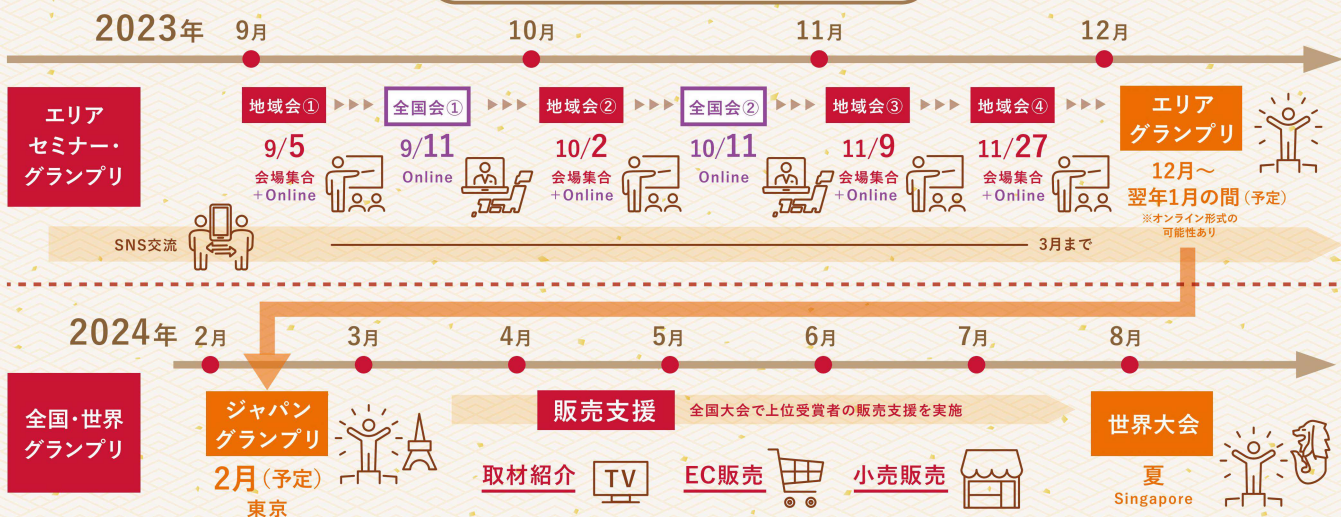 2023年 9月 10月 11月 12月
エリア
セミナー・
グランプリ
地域会①
9/5
会場集合
+Online
全国会①
9/11
Online
地域会②
10/2
会場集合
+Online
全国会②
10/11
Online
地域会③
11/9
会場集合
+Online
地域会④
11/27
会場集合
+Online
エリア
グランプリ
12月〜
翌年1月の間(予定)
※オンライン形式の
可能性あり
SNS交流
3月まで
2024年 2月 3月 4月 5月 6月 7月 8月
全国・世界
グランプリ
ジャパン
グランプリ
2月(予定)
東京
販売支援
全国大会で上位受賞者の販売支援を実施
取材紹介
TV
EC販売
小売販売
世界大会
夏
Singapore